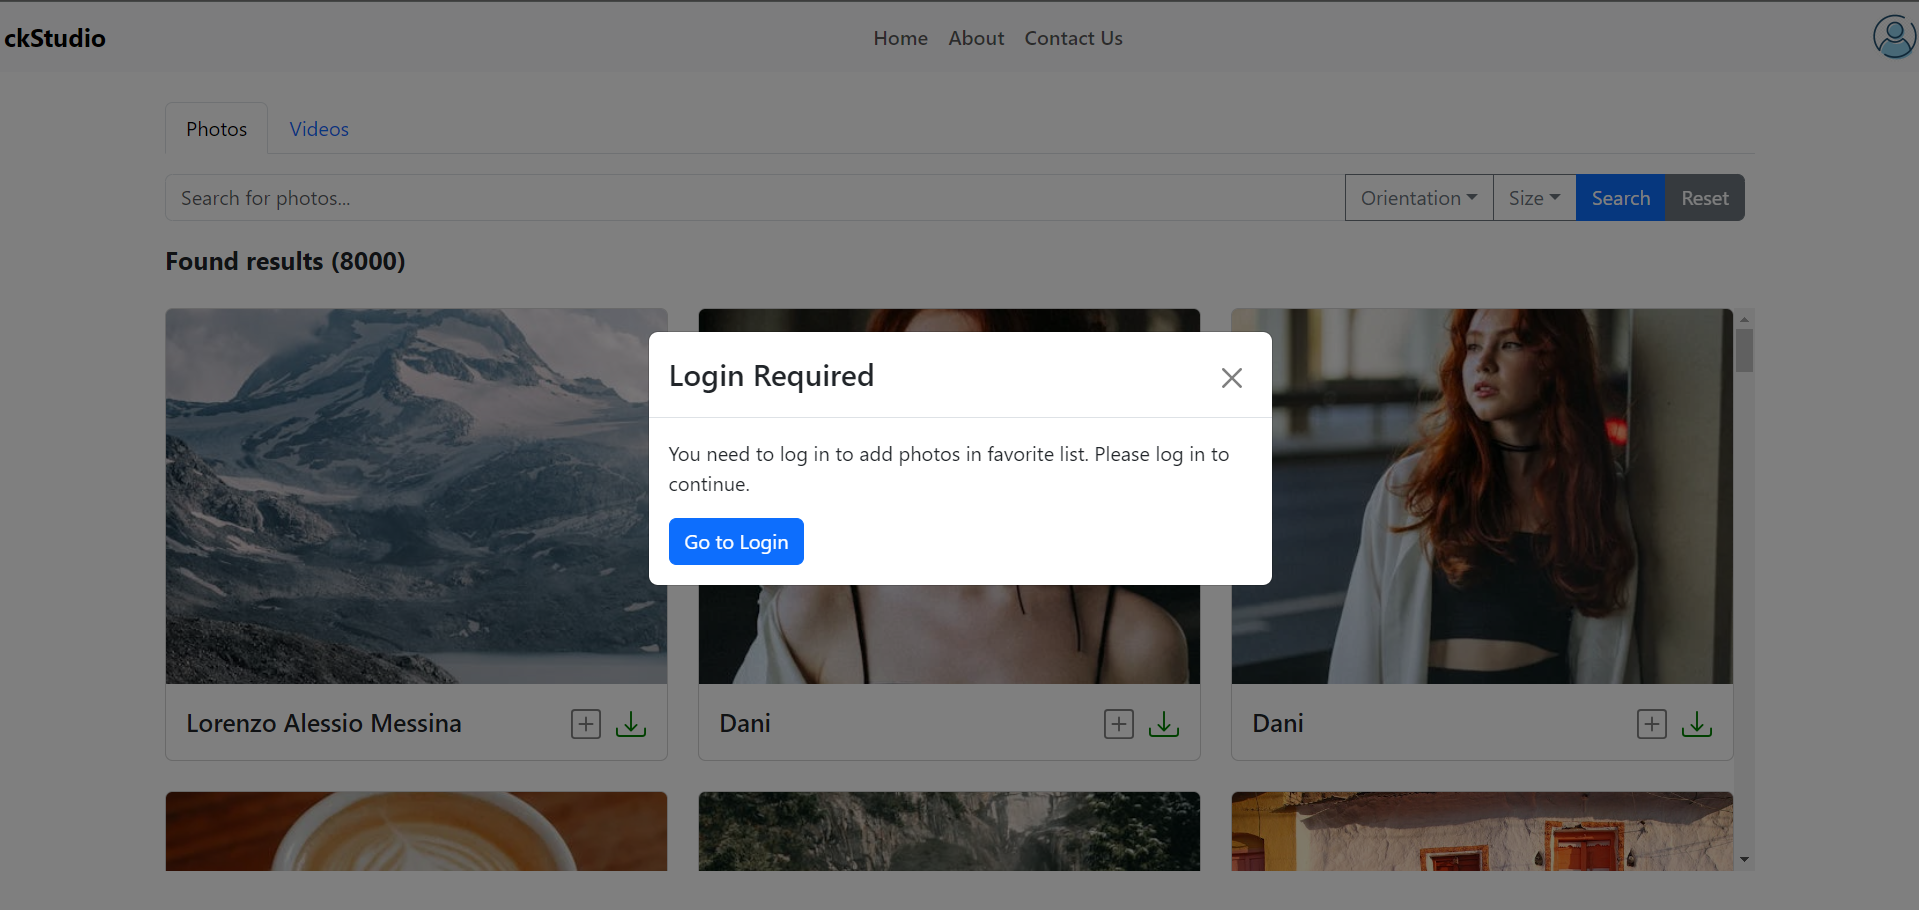 ckStudio
Home About Contact Us
Photos Videos
Search for photos... Orientation Size Search Reset
Found results (8000)
Login Required
You need to log in to add photos in favorite list. Please log in to
continue.
Go to Login
Lorenzo Alessio Messina
Dani
Dani